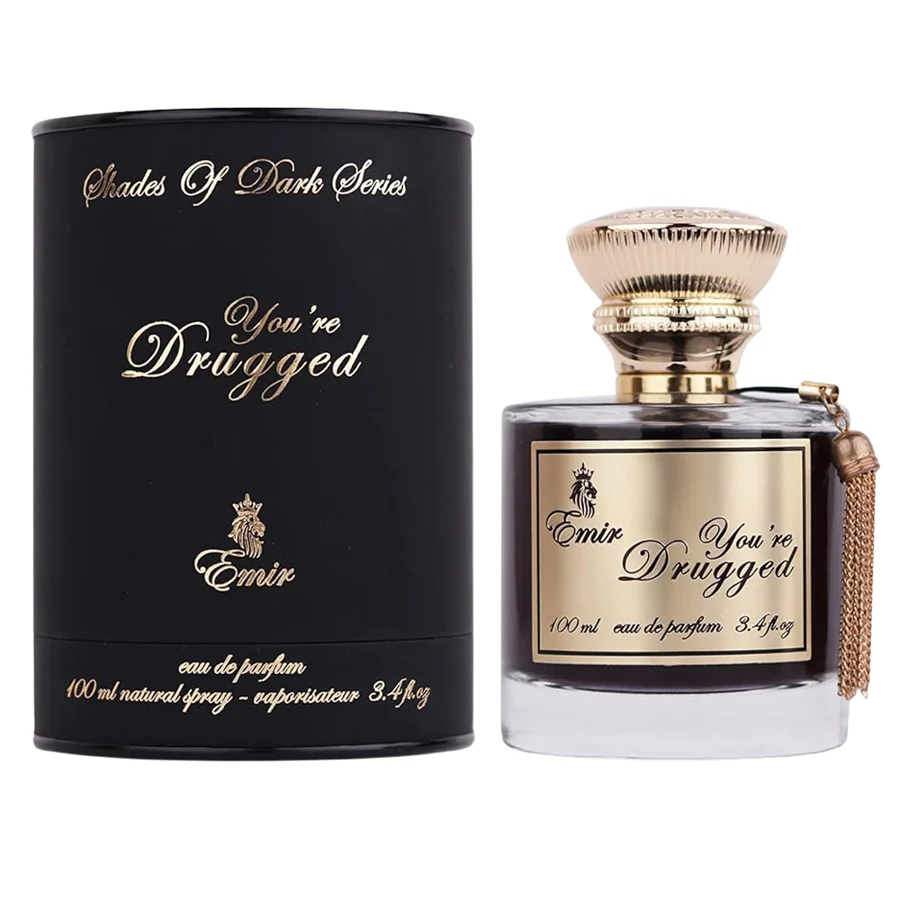 Shades Of Dark Series
You're
Drugged
Emir
eau de parfum
100 ml natural spray - vaporisateur 3.4 fl.oz
Emir
You're
Drugged
100 ml eau de parfum 3.4 fl.oz